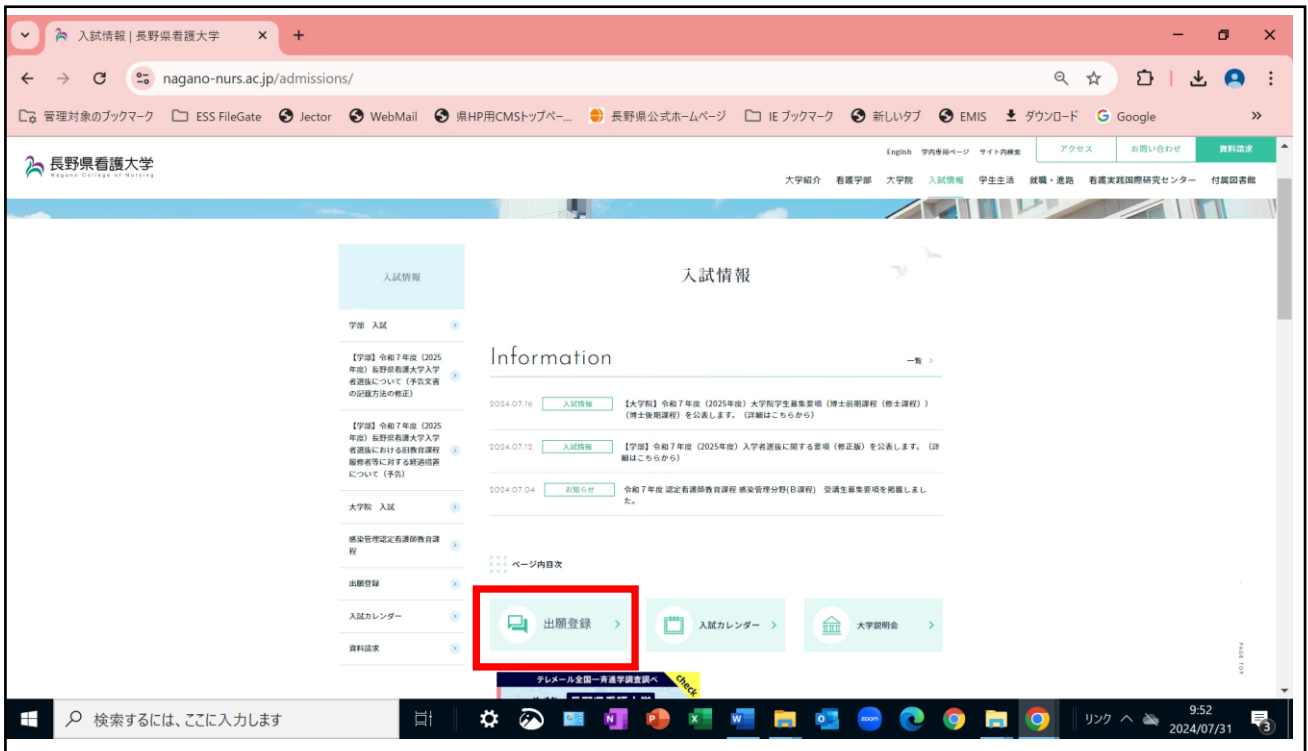 入試情報 | 長野県看護大学
nagano-nurs.ac.jp/admissions/
管理対象のブックマーク ESS FileGate Jector WebMail 県HP用CMSトップペー... 長野県公式ホームページ IE ブックマーク 新しいタブ EMIS ダウンロード Google
English 学内専用ページ サイト内検索 アクセス お問い合わせ 資料請求
長野県看護大学
Nagano College of Nursing
大学紹介 看護学部 大学院 入試情報 学生生活 就職・進路 看護実践国際研究センター 付属図書館
入試情報
学部 入試
【学部】令和7年度（2025
年度）長野県看護大学入学
者選抜について（予告文書
の記載方法の修正）
【学部】令和7年度（2025
年度）長野県看護大学入学
者選抜における旧教育課程
履修者等に対する経過措置
について（予告）
大学院 入試
感染管理認定看護師教育課
程
出願登録
入試カレンダー
資料請求
入試情報
Information
一覧
2024.07.16 入試情報 【大学院】令和7年度（2025年度）大学院学生募集要項（博士前期課程（修士課程））
（博士後期課程）を公表します。（詳細はこちらから）
2024.07.12 入試情報 【学部】令和7年度（2025年度）入学者選抜に関する要項（修正版）を公表します。（詳
細はこちらから）
2024.07.04 お知らせ 令和7年度 認定看護師教育課程 感染管理分野(B課程) 受講生募集要項を掲載しまし
た。
ページ内目次
出願登録 入試カレンダー 大学説明会
テレメール全国一斉進学調査調べ
check
PAGE TOP
検索するには、ここに入力します
zoom
リンク
9:52
2024/07/31
3